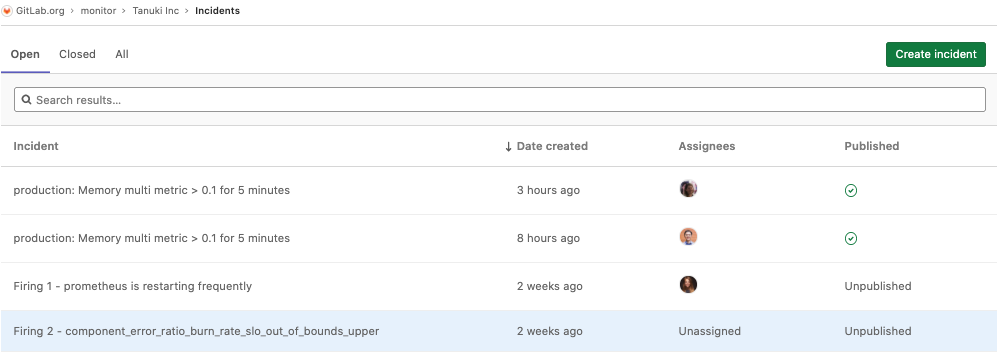 GitLab.org > monitor > Tanuki Inc > Incidents
Open Closed All Create incident
Search results...
Incident ↓ Date created Assignees Published
production: Memory multi metric > 0.1 for 5 minutes 3 hours ago
production: Memory multi metric > 0.1 for 5 minutes 8 hours ago
Firing 1 - prometheus is restarting frequently 2 weeks ago Unpublished
Firing 2 - component_error_ratio_burn_rate_slo_out_of_bounds_upper 2 weeks ago Unassigned Unpublished